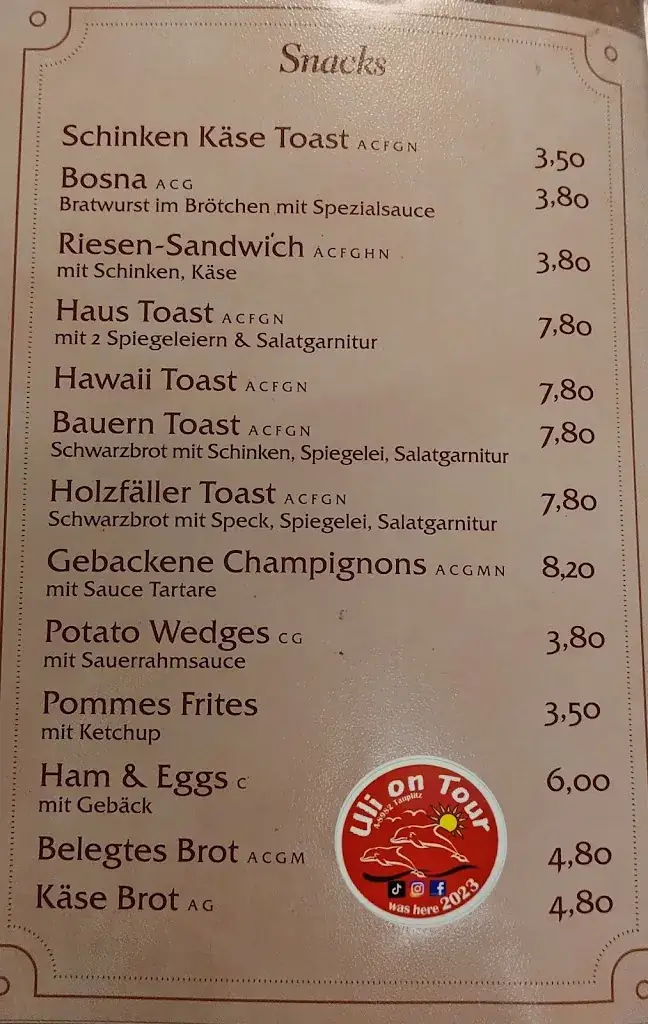 Snacks
Schinken Käse Toast ACFGN 3,50
Bosna ACG 3,80
Bratwurst im Brötchen mit Spezialsauce
Riesen-Sandwich ACFGHN 3,80
mit Schinken, Käse
Haus Toast ACFGN 7,80
mit 2 Spiegeleiern & Salatgarnitur
Hawaii Toast ACFGN 7,80
Bauern Toast ACFGN 7,80
Schwarzbrot mit Schinken, Spiegelei, Salatgarnitur
Holzfäller Toast ACFGN 7,80
Schwarzbrot mit Speck, Spiegelei, Salatgarnitur
Gebackene Champignons ACGMN 8,20
mit Sauce Tartare
Potato Wedges CG 3,80
mit Sauerrahmsauce
Pommes Frites 3,50
mit Ketchup
Ham & Eggs C 6,00
mit Gebäck
Belegtes Brot ACGM 4,80
Käse Brot AG 4,80
Uli on Tour
A8982 Tauplitz
was here 2023